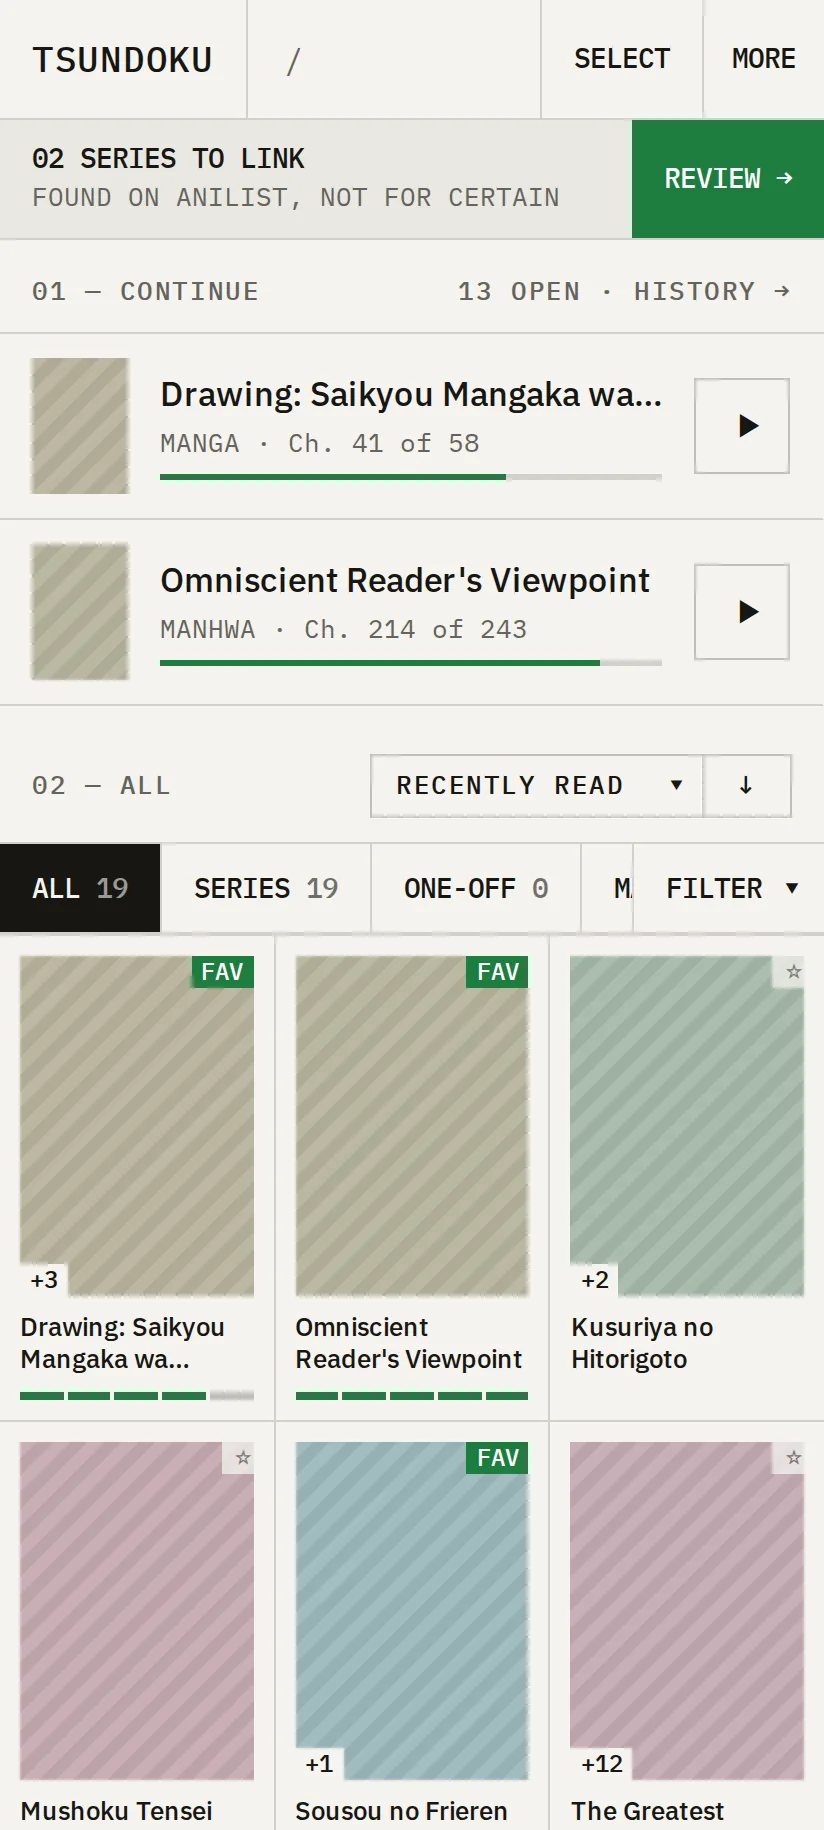 TSUNDOKU / SELECT MORE
02 SERIES TO LINK
FOUND ON ANILIST, NOT FOR CERTAIN
REVIEW →
01 — CONTINUE 13 OPEN · HISTORY →
Drawing: Saikyou Mangaka wa...
MANGA · Ch. 41 of 58
▶
Omniscient Reader's Viewpoint
MANHWA · Ch. 214 of 243
▶
02 — ALL RECENTLY READ ▼ ↓
ALL 19 SERIES 19 ONE-OFF 0 FILTER ▼
FAV
+3
Drawing: Saikyou
Mangaka wa...
FAV
Omniscient
Reader's Viewpoint
☆
+2
Kusuriya no
Hitorigoto
☆
Mushoku Tensei
FAV
+1
Sousou no Frieren
☆
+12
The Greatest